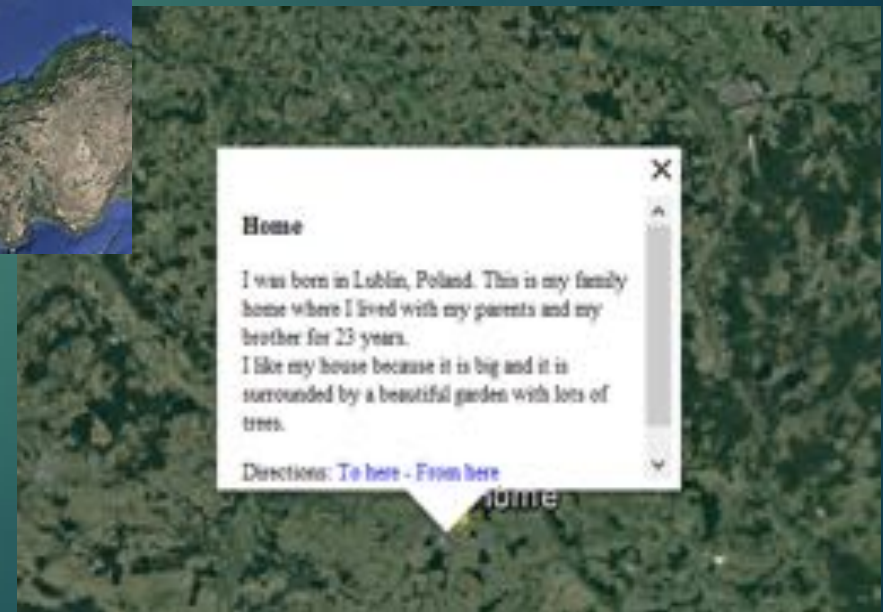 Home
I was born in Lublin, Poland. This is my family
home where I lived with my parents and my
brother for 23 years.
I like my house because it is big and it is
surrounded by a beautiful garden with lots of
trees.
Directions: To here - From here
Home